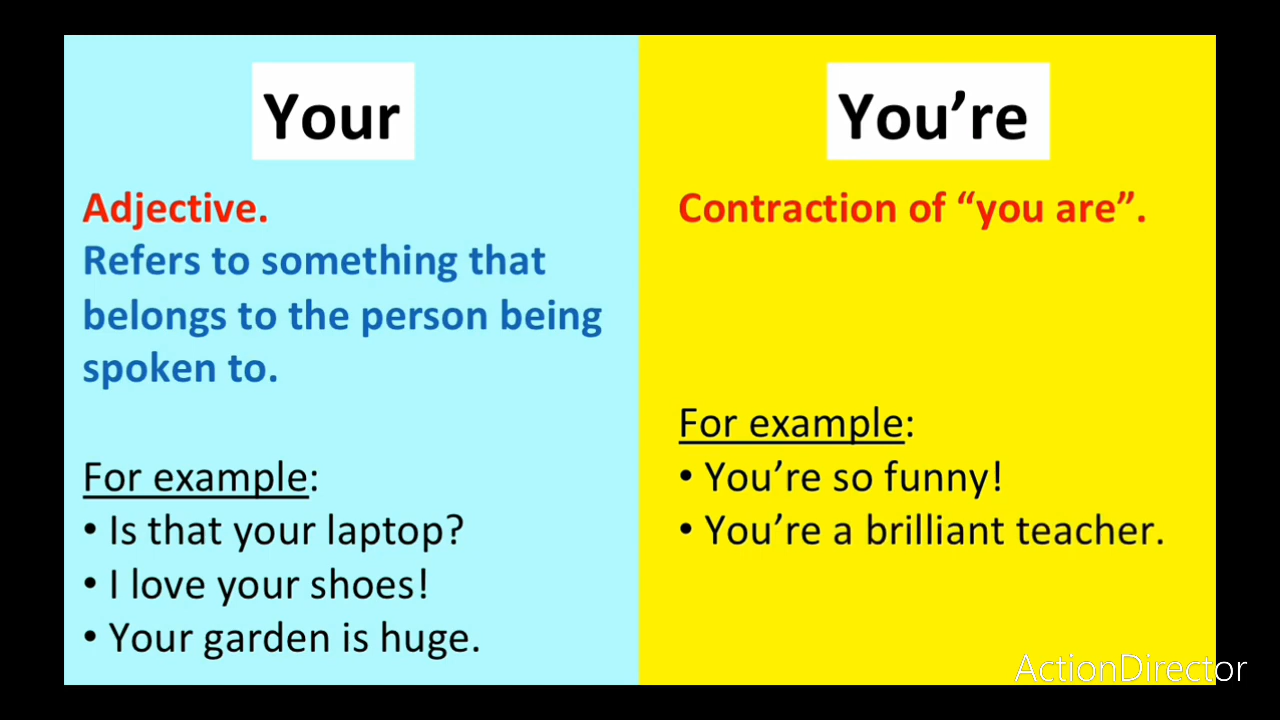 Your
Adjective.
Refers to something that
belongs to the person being
spoken to.
For example:
• Is that your laptop?
• I love your shoes!
• Your garden is huge.
You’re
Contraction of “you are”.
For example:
• You’re so funny!
• You’re a brilliant teacher.
ActionDirector